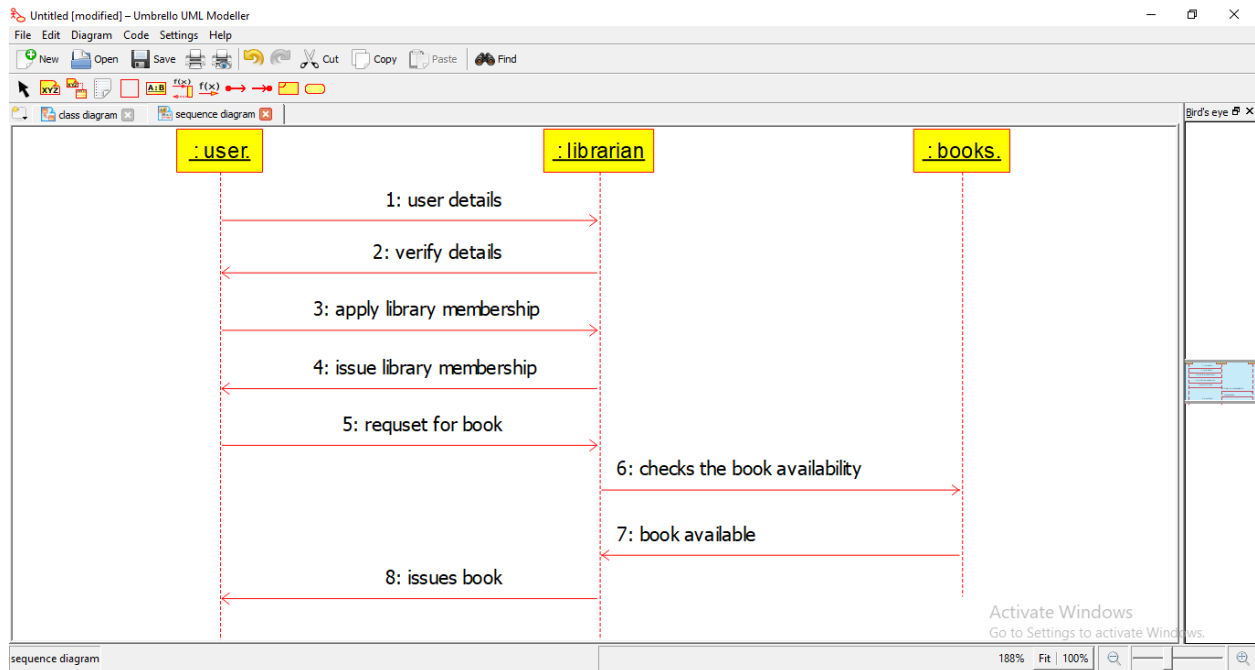 Untitled [modified] – Umbrello UML Modeller
File Edit Diagram Code Settings Help
New Open Save Cut Copy Paste Find
XYZ XYZ A:B f(x) f(x)
class diagram sequence diagram Bird's eye
: user. : librarian : books.
1: user details
2: verify details
3: apply library membership
4: issue library membership
5: requset for book
6: checks the book availability
7: book available
8: issues book
Activate Windows
Go to Settings to activate Windows.
sequence diagram 188% Fit 100%